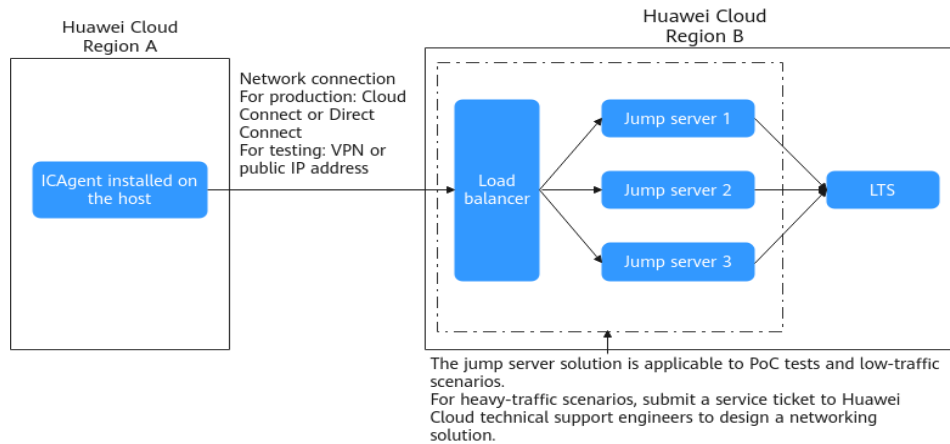 Huawei Cloud
Region A
Huawei Cloud
Region B
Network connection
For production: Cloud
Connect or Direct
Connect
For testing: VPN or
public IP address
ICAgent installed on
the host
Load
balancer
Jump server 1
Jump server 2
Jump server 3
LTS
The jump server solution is applicable to PoC tests and low-traffic
scenarios.
For heavy-traffic scenarios, submit a service ticket to Huawei
Cloud technical support engineers to design a networking
solution.